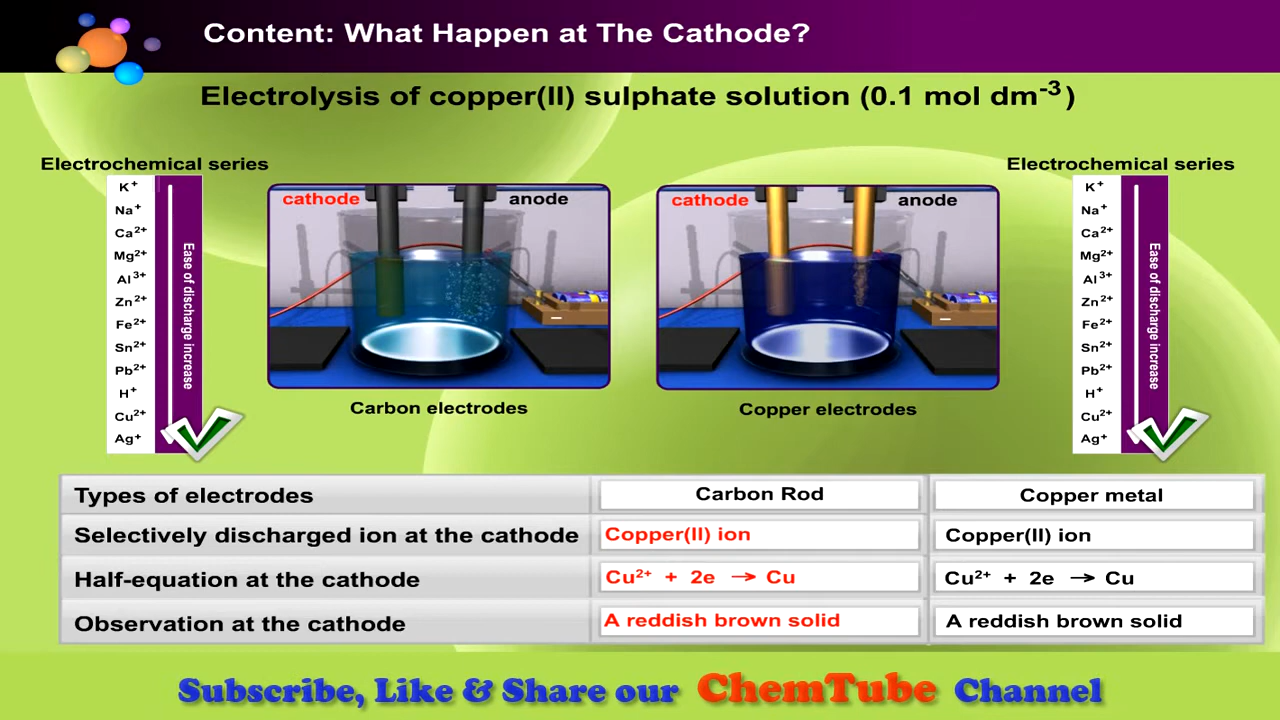 Content: What Happen at The Cathode?
Electrolysis of copper(II) sulphate solution (0.1 mol dm⁻³)
Electrochemical series
K⁺
Na⁺
Ca²⁺
Mg²⁺
Al³⁺
Zn²⁺
Fe²⁺
Sn²⁺
Pb²⁺
H⁺
Cu²⁺
Ag⁺
Ease of discharge increase
cathode
anode
Carbon electrodes
cathode
anode
Copper electrodes
Electrochemical series
K⁺
Na⁺
Ca²⁺
Mg²⁺
Al³⁺
Zn²⁺
Fe²⁺
Sn²⁺
Pb²⁺
H⁺
Cu²⁺
Ag⁺
Ease of discharge increase
Types of electrodes Carbon Rod Copper metal
Selectively discharged ion at the cathode Copper(II) ion Copper(II) ion
Half-equation at the cathode Cu²⁺ + 2e → Cu Cu²⁺ + 2e → Cu
Observation at the cathode A reddish brown solid A reddish brown solid
Subscribe, Like & Share our ChemTube Channel